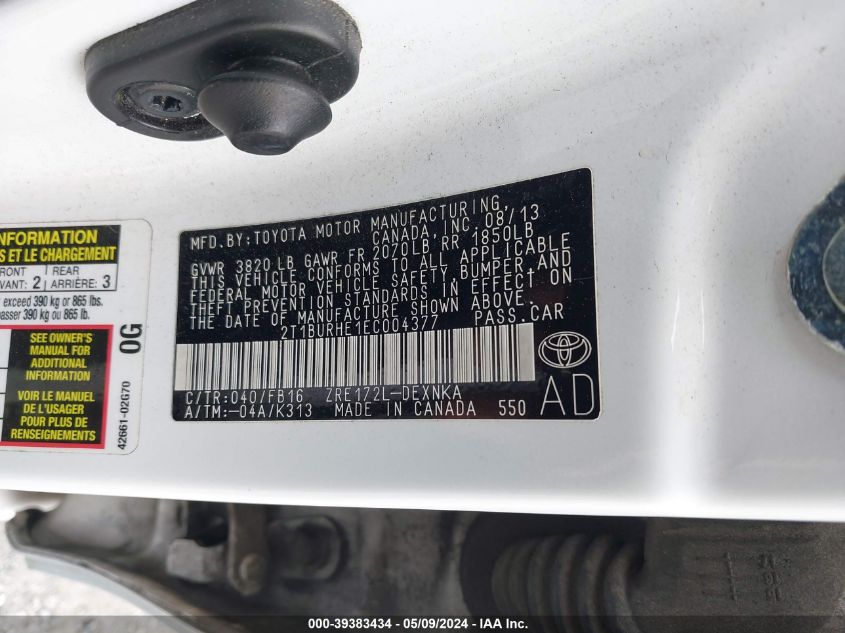 MFD.BY:TOYOTA MOTOR MANUFACTURING,
CANADA, INC. 08/13
GVWR 3820 LB GAWR FR 2070LB RR 1850LB
THIS VEHICLE CONFORMS TO ALL APPLICABLE
FEDERAL MOTOR VEHICLE SAFETY, BUMPER, AND
THEFT PREVENTION STANDARDS IN EFFECT ON
THE DATE OF MANUFACTURE SHOWN ABOVE.
2T1BURHE1EC004377 PASS.CAR
C/TR:040/FB16 ZRE172L-DEXNKA
A/TM:-04A/K313 MADE IN CANADA 550
AD
INFORMATION
ET LE CHARGEMENT
FRONT 2 REAR 3
VANT: ARRIÈRE:
exceed 390 kg or 865 lbs.
passer 390 kg ou 865 lb.
SEE OWNER'S
MANUAL FOR
ADDITIONAL
INFORMATION
VOIR LE MANUEL
DE L'USAGER
POUR PLUS DE
RENSEIGNEMENTS
0G
42661-02G70
000-39383434 - 05/09/2024 - IAA Inc.